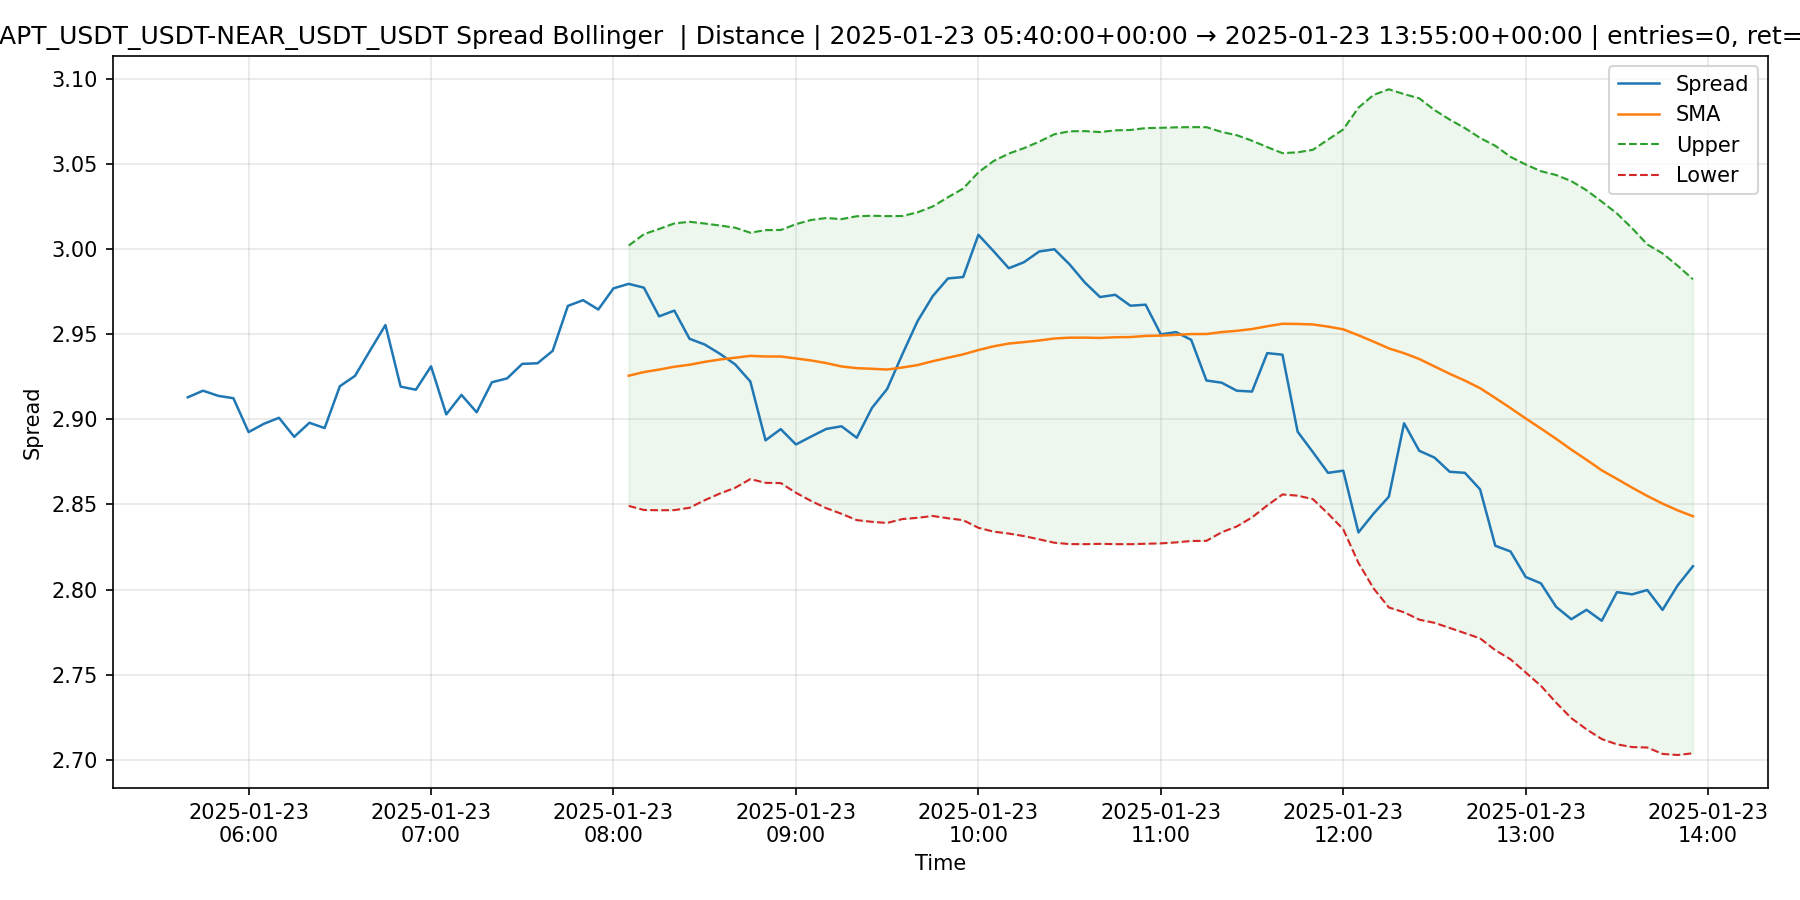 APT_USDT_USDT-NEAR_USDT_USDT Spread Bollinger | Distance | 2025-01-23 05:40:00+00:00 → 2025-01-23 13:55:00+00:00 | entries=0, ret=
3.10
3.05
3.00
2.95
2.90
2.85
2.80
2.75
2.70
Spread
Spread
SMA
Upper
Lower
2025-01-23 2025-01-23 2025-01-23 2025-01-23 2025-01-23 2025-01-23 2025-01-23 2025-01-23 2025-01-23
06:00 07:00 08:00 09:00 10:00 11:00 12:00 13:00 14:00
Time